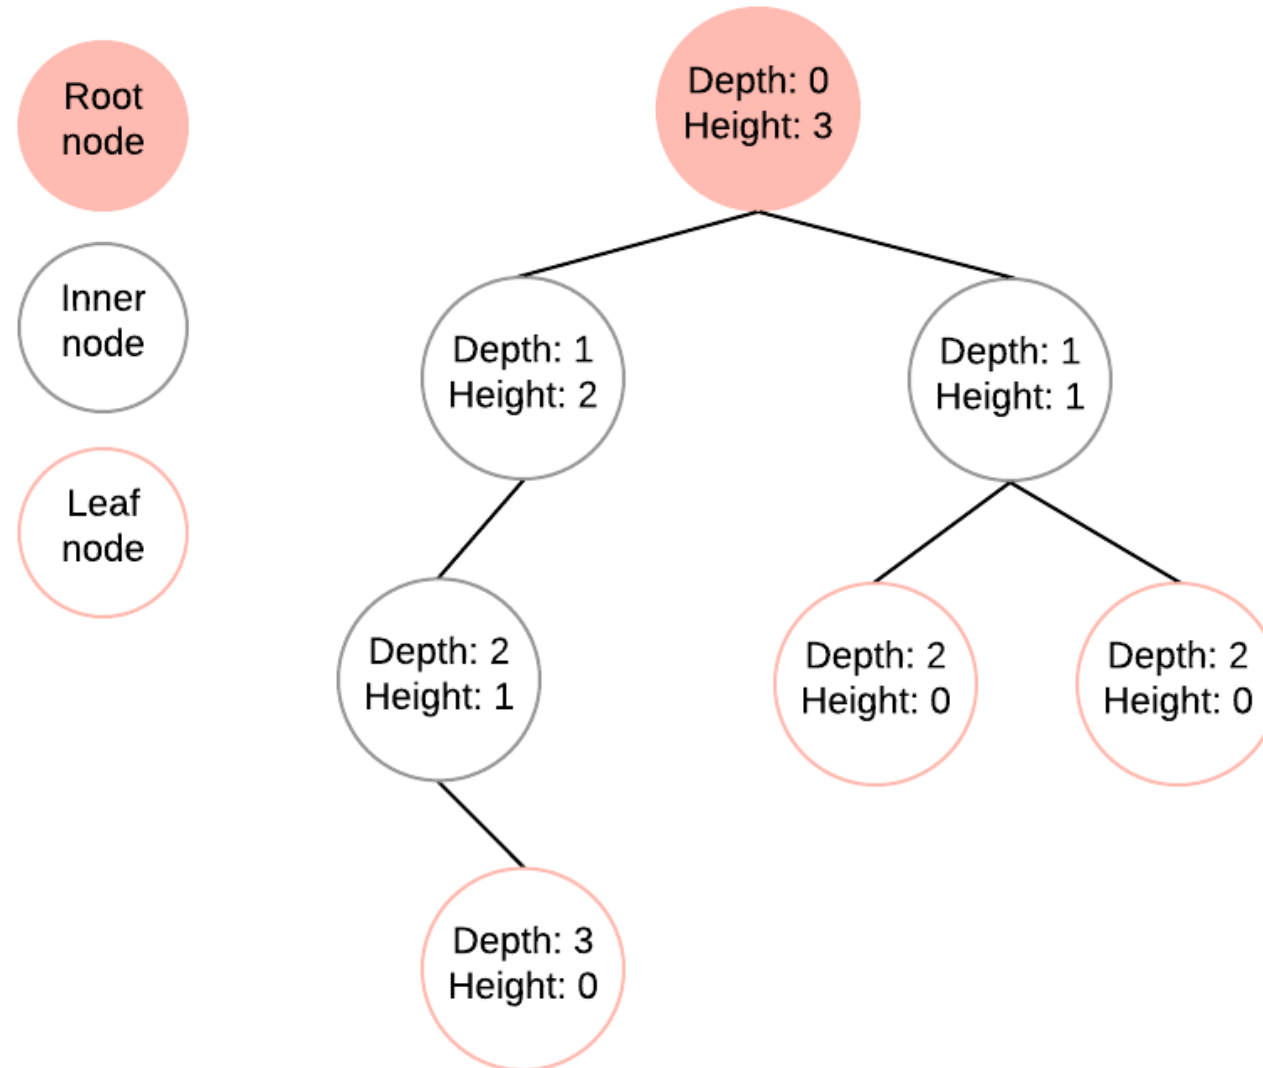 Root
node
Inner
node
Leaf
node
Depth: 0
Height: 3
Depth: 1
Height: 2
Depth: 1
Height: 1
Depth: 2
Height: 1
Depth: 2
Height: 0
Depth: 2
Height: 0
Depth: 3
Height: 0